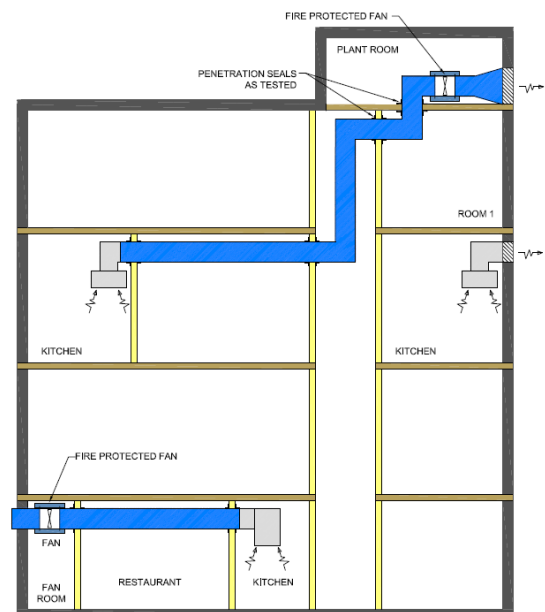 FIRE PROTECTED FAN
PLANT ROOM
PENETRATION SEALS
AS TESTED
ROOM 1
KITCHEN
KITCHEN
FIRE PROTECTED FAN
FAN
FAN
ROOM
RESTAURANT
KITCHEN